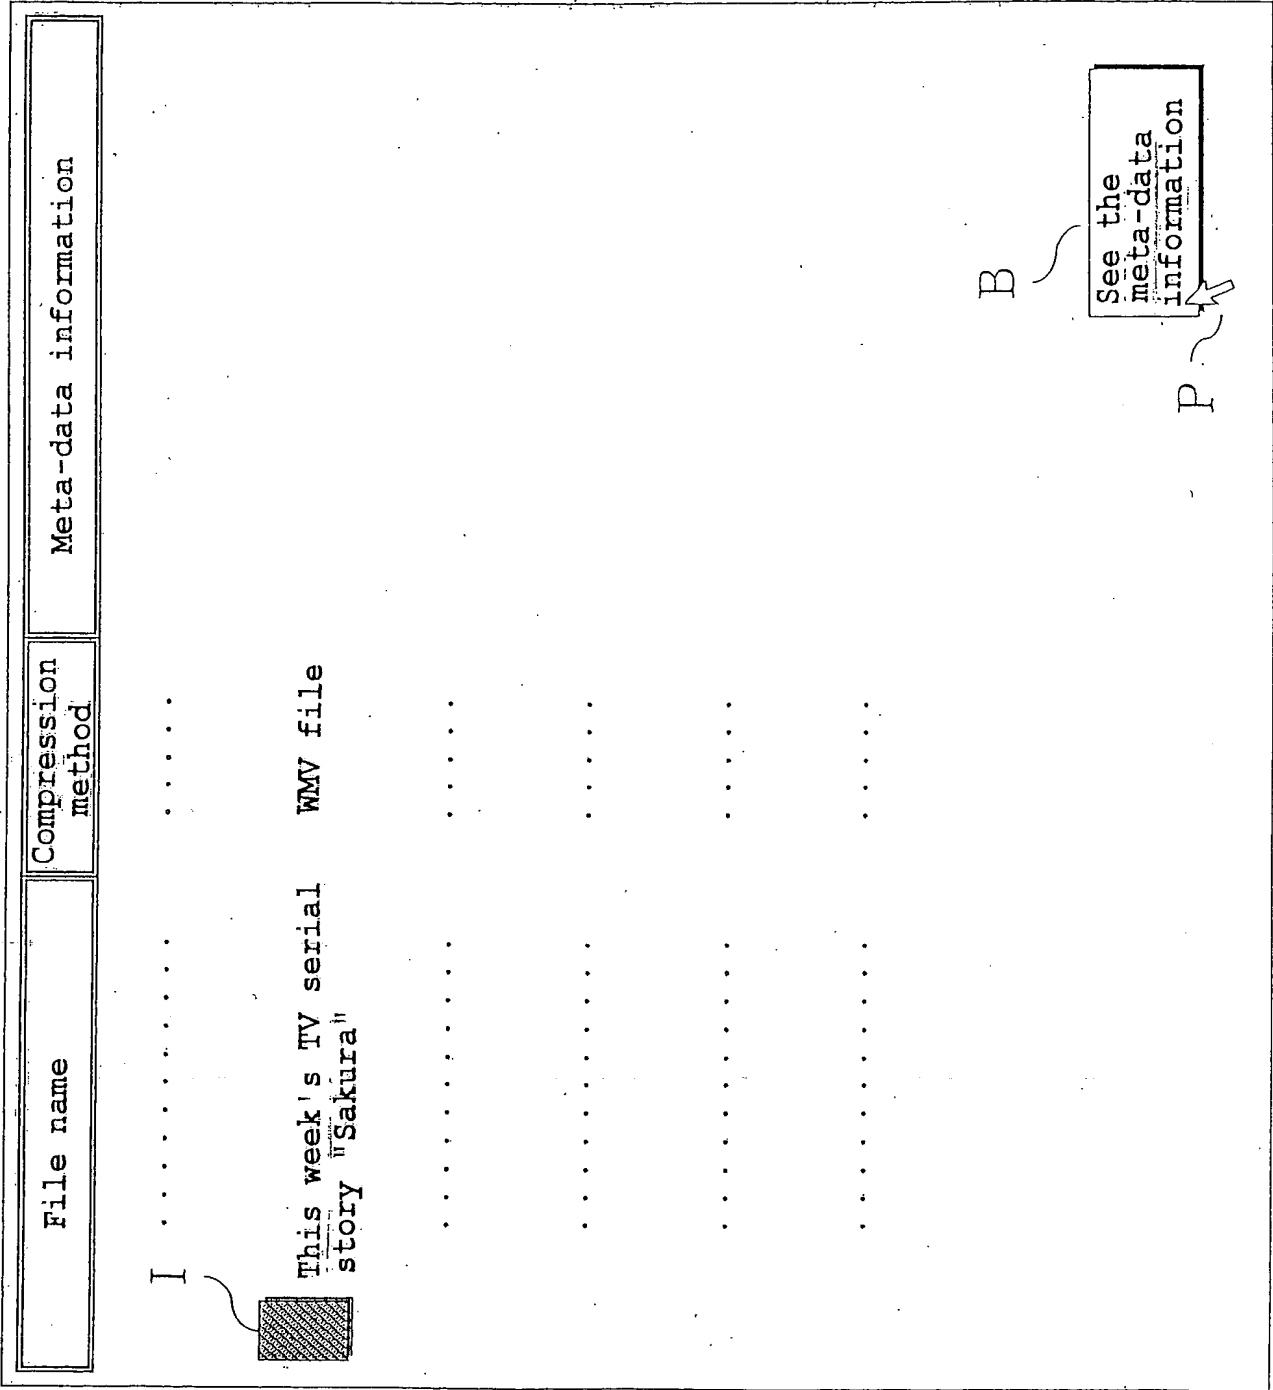 File name
Compression
method
Meta-data information
. . . . . . . . . . . . . . . .
I
This week's TV serial
story "Sakura"
WMV file
. . . . . . . . . . . . . . . .
. . . . . . . . . . . . . . . .
. . . . . . . . . . . . . . . .
. . . . . . . . . . . . . . . .
B
See the
meta-data
information
P